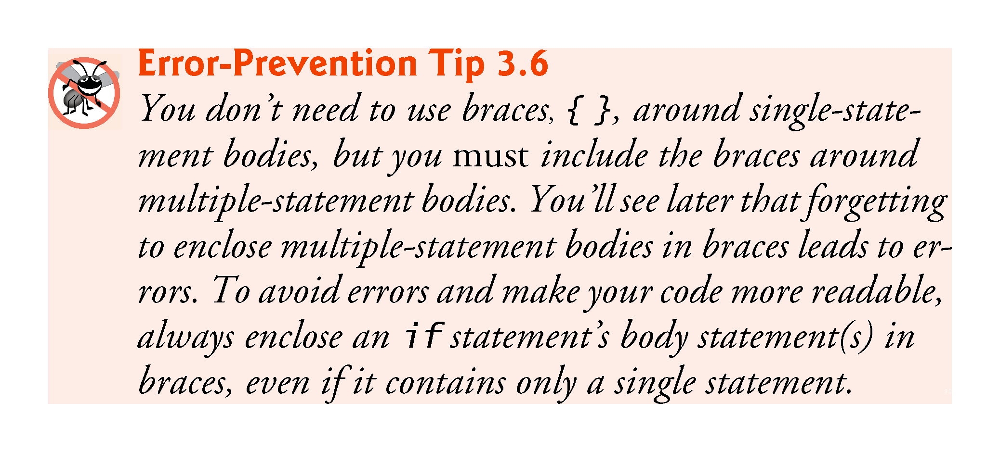 Error-Prevention Tip 3.6
You don’t need to use braces, { }, around single-state-
ment bodies, but you must include the braces around
multiple-statement bodies. You’ll see later that forgetting
to enclose multiple-statement bodies in braces leads to er-
rors. To avoid errors and make your code more readable,
always enclose an if statement’s body statement(s) in
braces, even if it contains only a single statement.